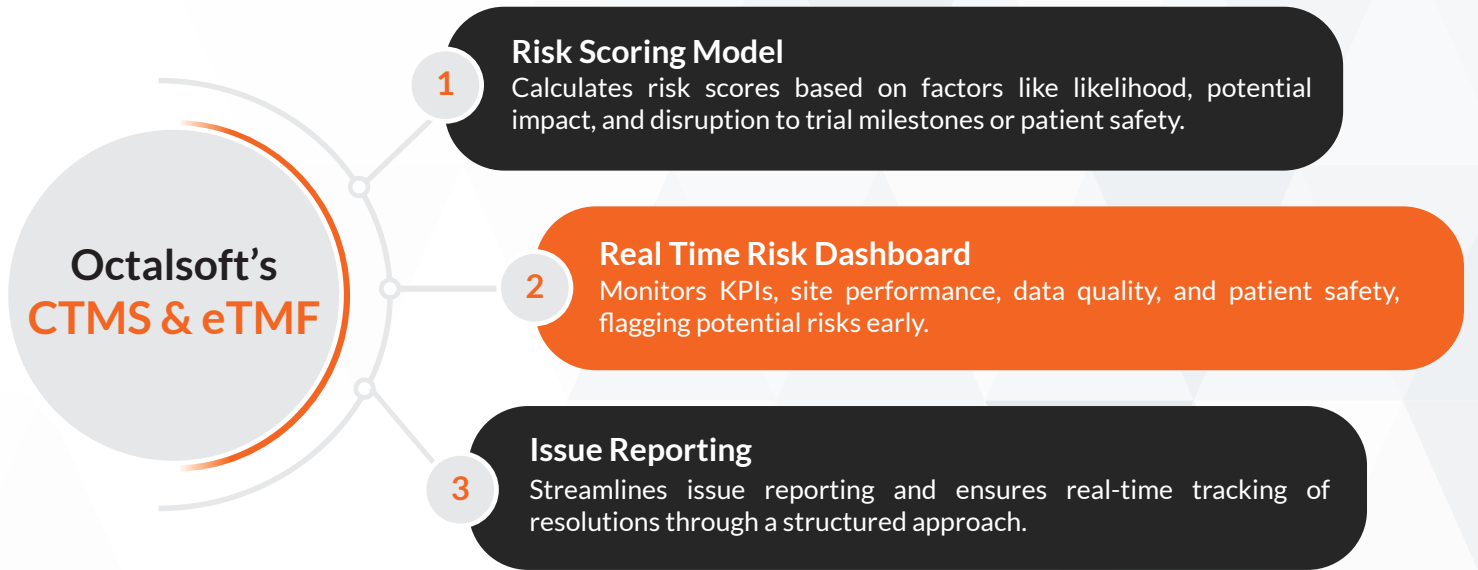 Octalsoft’s
CTMS & eTMF
1
Risk Scoring Model
Calculates risk scores based on factors like likelihood, potential
impact, and disruption to trial milestones or patient safety.
2
Real Time Risk Dashboard
Monitors KPIs, site performance, data quality, and patient safety,
flagging potential risks early.
3
Issue Reporting
Streamlines issue reporting and ensures real-time tracking of
resolutions through a structured approach.